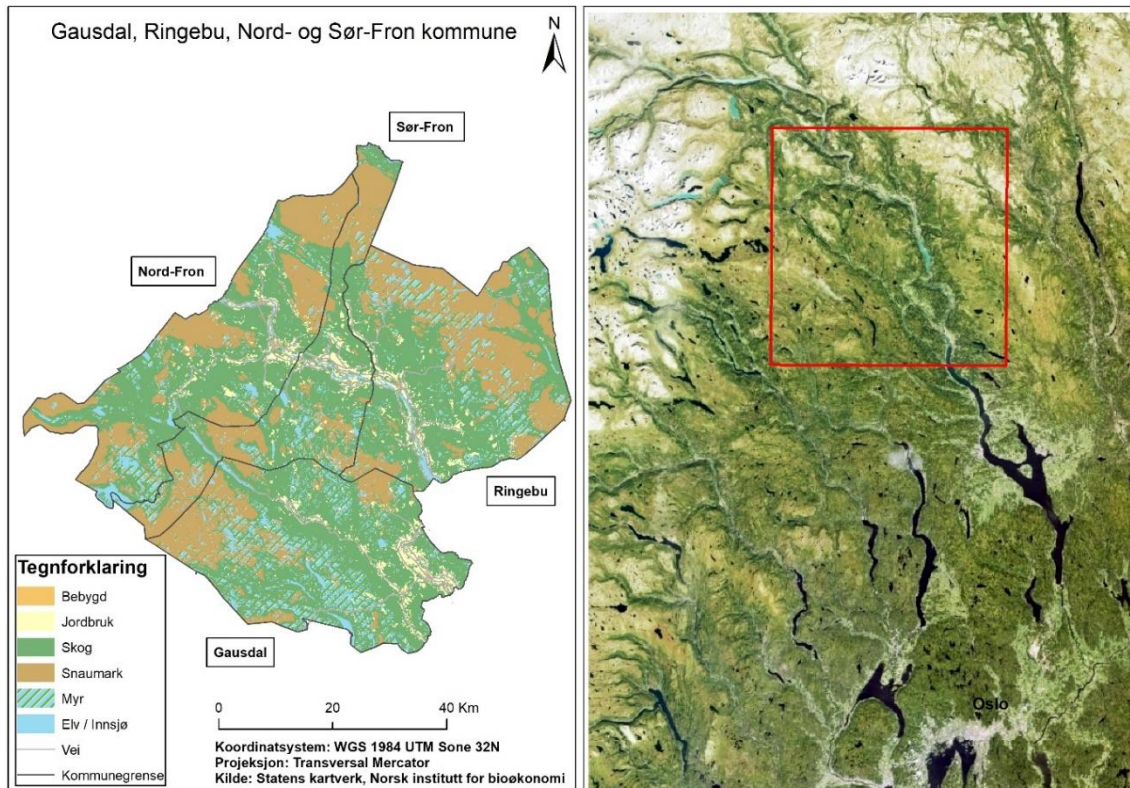 Gausdal, Ringebu, Nord- og Sør-Fron kommune
N
Sør-Fron
Nord-Fron
Ringebu
Gausdal
Tegnforklaring
Bebygd
Jordbruk
Skog
Snaumark
Myr
Elv / Innsjø
Vei
Kommunegrense
0 20 40 Km
Koordinatsystem: WGS 1984 UTM Sone 32N
Projeksjon: Transversal Mercator
Kilde: Statens kartverk, Norsk institutt for bioøkonomi
Oslo